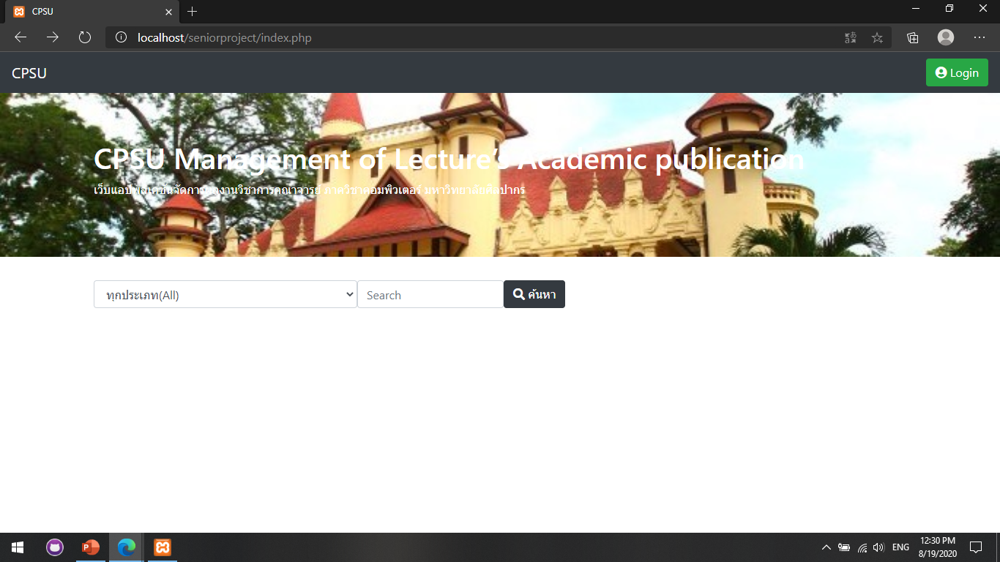 CPSU
localhost/seniorproject/index.php
CPSU
Login
CPSU Management of Lecture's Academic publication
เว็บแอปพลิเคชันจัดการผลงานวิชาการคณาจารย์ ภาควิชาคอมพิวเตอร์ มหาวิทยาลัยศิลปากร
ทุกประเภท(All)
Search
ค้นหา
ENG
12:30 PM
8/19/2020